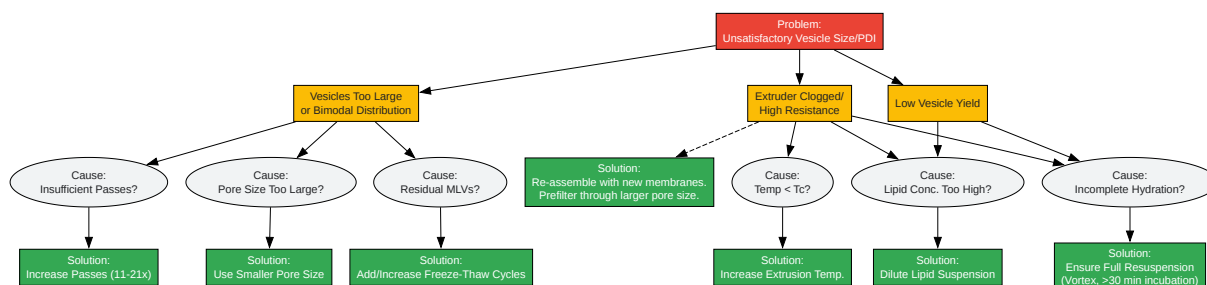 Problem:
Unsatisfactory Vesicle Size/PDI
Vesicles Too Large
or Bimodal Distribution
Extruder Clogged/
High Resistance
Low Vesicle Yield
Cause:
Insufficient Passes?
Cause:
Pore Size Too Large?
Cause:
Residual MLVs?
Solution:
Re-assemble with new membranes.
Prefilter through larger pore size.
Cause:
Temp < Tc?
Cause:
Lipid Conc. Too High?
Cause:
Incomplete Hydration?
Solution:
Increase Passes (11-21x)
Solution:
Use Smaller Pore Size
Solution:
Add/Increase Freeze-Thaw Cycles
Solution:
Increase Extrusion Temp.
Solution:
Dilute Lipid Suspension
Solution:
Ensure Full Resuspension
(Vortex, >30 min incubation)